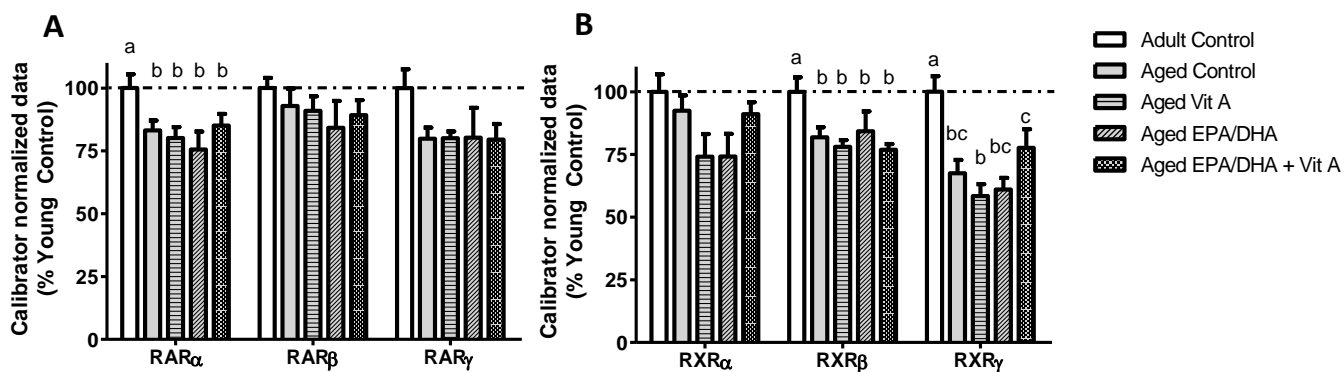 A
Calibrator normalized data
(% Young Control)
100
75
50
25
0
a
b b b b
RARα RARβ RARγ
B
Calibrator normalized data
(% Young Control)
100
75
50
25
0
a
b b b b
a
bc
b
bc
c
RXRα RXRβ RXRγ
Adult Control
Aged Control
Aged Vit A
Aged EPA/DHA
Aged EPA/DHA + Vit A